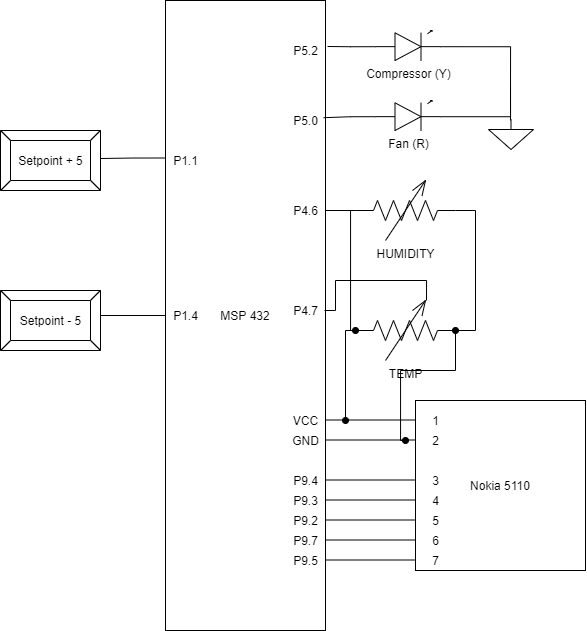 P5.2
Compressor (Y)
P5.0
Fan (R)
Setpoint + 5
P1.1
P4.6
HUMIDITY
Setpoint - 5
P1.4
MSP 432
P4.7
TEMP
VCC
1
GND
2
P9.4
3
Nokia 5110
P9.3
4
P9.2
5
P9.7
6
P9.5
7